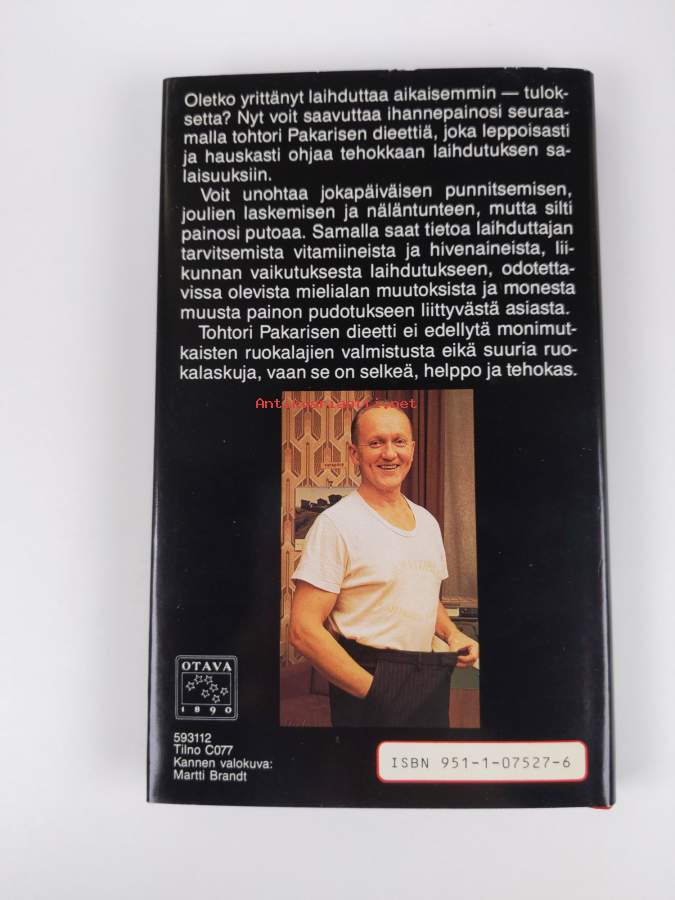 Oletko yrittänyt laihduttaa aikaisemmin — tulok-
setta? Nyt voit saavuttaa ihannepainosi seuraa-
malla tohtori Pakarisen dieettiä, joka leppoisasti
ja hauskasti ohjaa tehokkaan laihdutuksen sa-
laisuuksiin.
Voit unohtaa jokapäiväisen punnitsemisen,
joulien laskemisen ja näläntunteen, mutta silti
painosi putoaa. Samalla saat tietoa laihduttajan
tarvitsemista vitamiineista ja hivenaineista, lii-
kunnan vaikutuksesta laihdutukseen, odotetta-
vissa olevista mielialan muutoksista ja monesta
muusta painon pudotukseen liittyvästä asiasta.
Tohtori Pakarisen dieetti ei edellytä monimut-
kaisten ruokalajien valmistusta eikä suuria ruo-
kalaskuja, vaan se on selkeä, helppo ja tehokas.
Antikvariaatti.net
OTAVA
1890
593112
Tilno C077
Kannen valokuva:
Martti Brandt
ISBN 951-1-07527-6